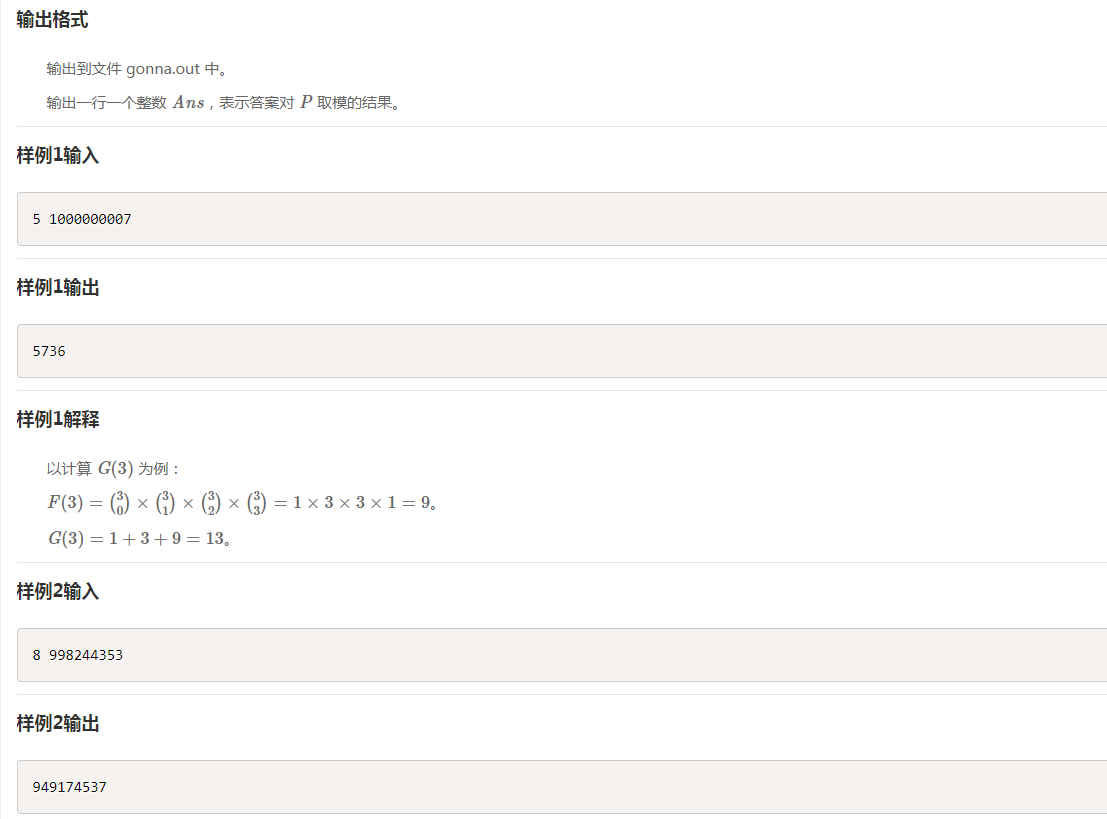 输出格式
输出到文件 gonna.out 中。
输出一行一个整数 Ans，表示答案对 P 取模的结果。
样例1输入
5 1000000007
样例1输出
5736
样例1解释
以计算 G(3) 为例：
F(3) = (3 0) × (3 1) × (3 2) × (3 3) = 1 × 3 × 3 × 1 = 9。
G(3) = 1 + 3 + 9 = 13。
样例2输入
8 998244353
样例2输出
949174537